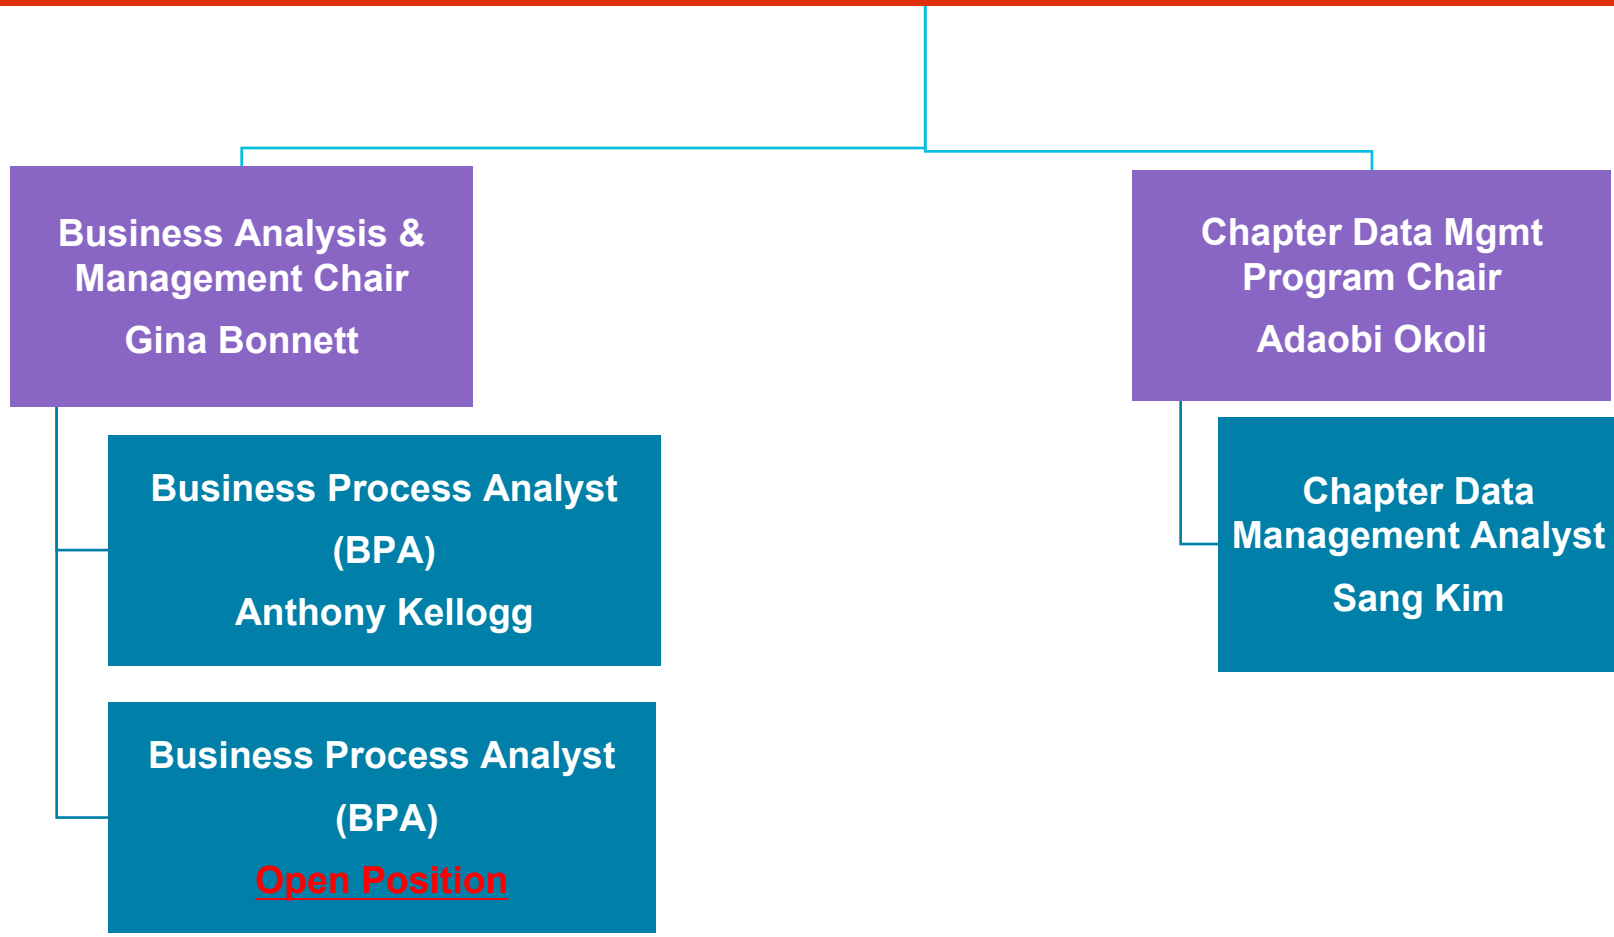 Business Analysis &
Management Chair
Gina Bonnett
Business Process Analyst
(BPA)
Anthony Kellogg
Business Process Analyst
(BPA)
Open Position
Chapter Data Mgmt
Program Chair
Adaobi Okoli
Chapter Data
Management Analyst
Sang Kim